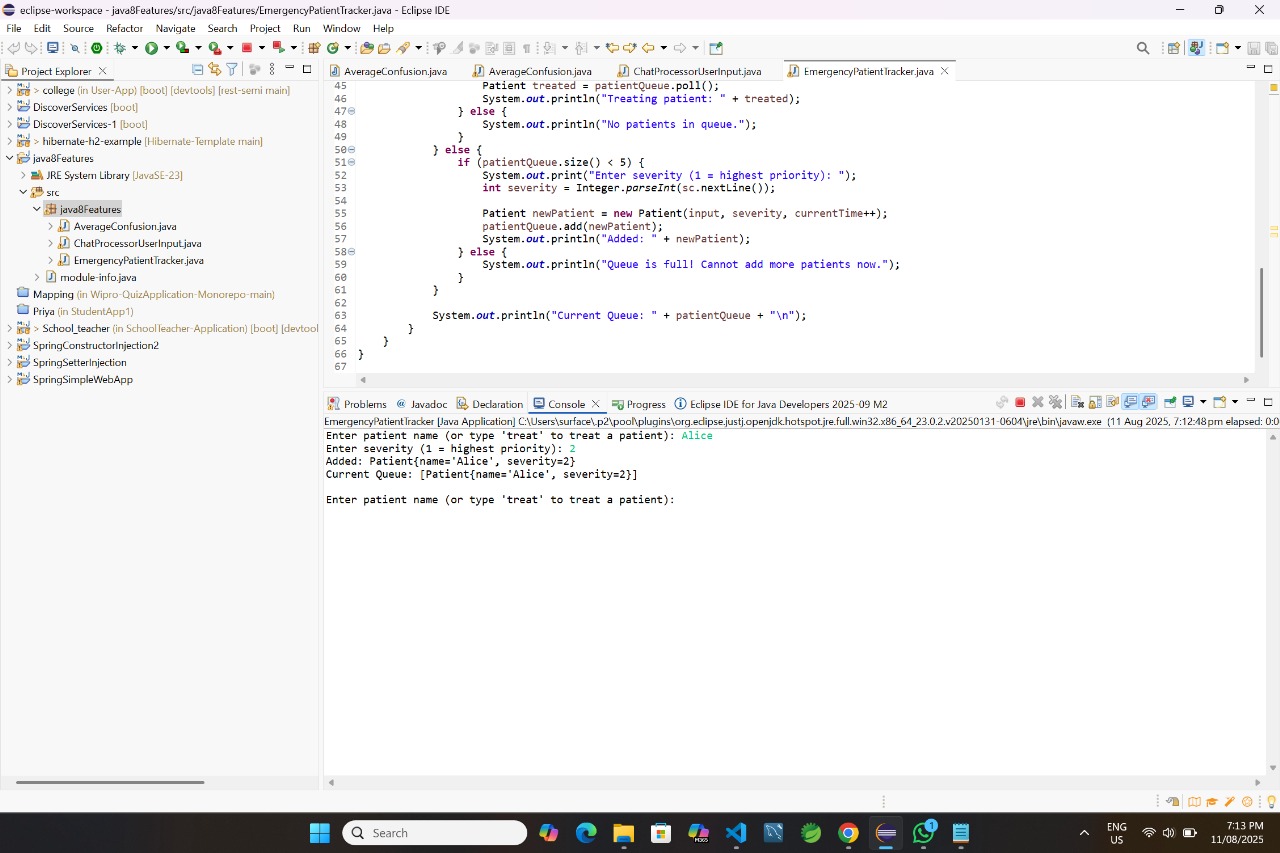 eclipse-workspace - java8Features/src/java8Features/EmergencyPatientTracker.java - Eclipse IDE
File Edit Source Refactor Navigate Search Project Run Window Help
Project Explorer
> college (in User-App) [boot] [devtools] [rest-semi main]
DiscoverServices [boot]
DiscoverServices-1 [boot]
> hibernate-h2-example [Hibernate-Template main]
java8Features
JRE System Library [JavaSE-23]
src
java8Features
AverageConfusion.java
ChatProcessorUserInput.java
EmergencyPatientTracker.java
module-info.java
Mapping (in Wipro-QuizApplication-Monorepo-main)
Priya (in StudentApp1)
> School_teacher (in SchoolTeacher-Application) [boot] [devtool
SpringConstructorInjection2
SpringSetterInjection
SpringSimpleWebApp
AverageConfusion.java AverageConfusion.java ChatProcessorUserInput.java EmergencyPatientTracker.java
45 Patient treated = patientQueue.poll();
46 System.out.println("Treating patient: " + treated);
47 } else {
48 System.out.println("No patients in queue.");
49 }
50 } else {
51 if (patientQueue.size() < 5) {
52 System.out.print("Enter severity (1 = highest priority): ");
53 int severity = Integer.parseInt(sc.nextLine());
54
55 Patient newPatient = new Patient(input, severity, currentTime++);
56 patientQueue.add(newPatient);
57 System.out.println("Added: " + newPatient);
58 } else {
59 System.out.println("Queue is full! Cannot add more patients now.");
60 }
61 }
62
63 System.out.println("Current Queue: " + patientQueue + "\n");
64 }
65 }
66 }
67
Problems @ Javadoc Declaration Console Progress Eclipse IDE for Java Developers 2025-09 M2
EmergencyPatientTracker [Java Application] C:\Users\surface\.p2\pool\plugins\org.eclipse.justj.openjdk.hotspot.jre.full.win32.x86_64_23.0.2.v20250131-0604\jre\bin\javaw.exe (11 Aug 2025, 7:12:48 pm elapsed: 0:0
Enter patient name (or type 'treat' to treat a patient): Alice
Enter severity (1 = highest priority): 2
Added: Patient{name='Alice', severity=2}
Current Queue: [Patient{name='Alice', severity=2}]
Enter patient name (or type 'treat' to treat a patient):
Search
M365
1
ENG
US
7:13 PM
11/08/2025